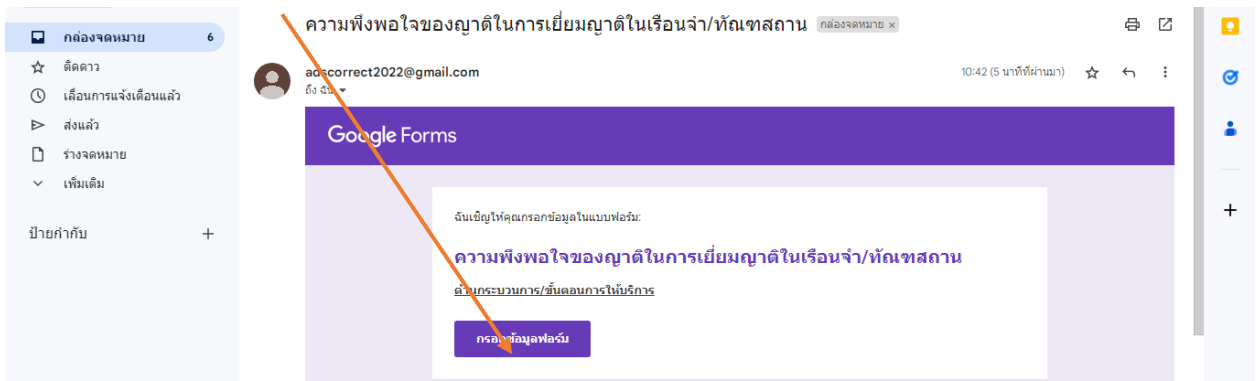 ความพึงพอใจของญาติในการเยี่ยมญาติในเรือนจำ/ทัณฑสถาน กล่องจดหมาย ×
กล่องจดหมาย 6
ติดดาว
เลื่อนการแจ้งเตือนแล้ว
ส่งแล้ว
ร่างจดหมาย
เพิ่มเติม
ป้ายกำกับ
adscorrect2022@gmail.com
10:42 (5 นาทีที่ผ่านมา)
ถึง ฉัน
Google Forms
ฉันเชิญให้คุณกรอกข้อมูลในแบบฟอร์ม:
ความพึงพอใจของญาติในการเยี่ยมญาติในเรือนจำ/ทัณฑสถาน
ด้านกระบวนการ/ขั้นตอนการให้บริการ
กรอกข้อมูลฟอร์ม